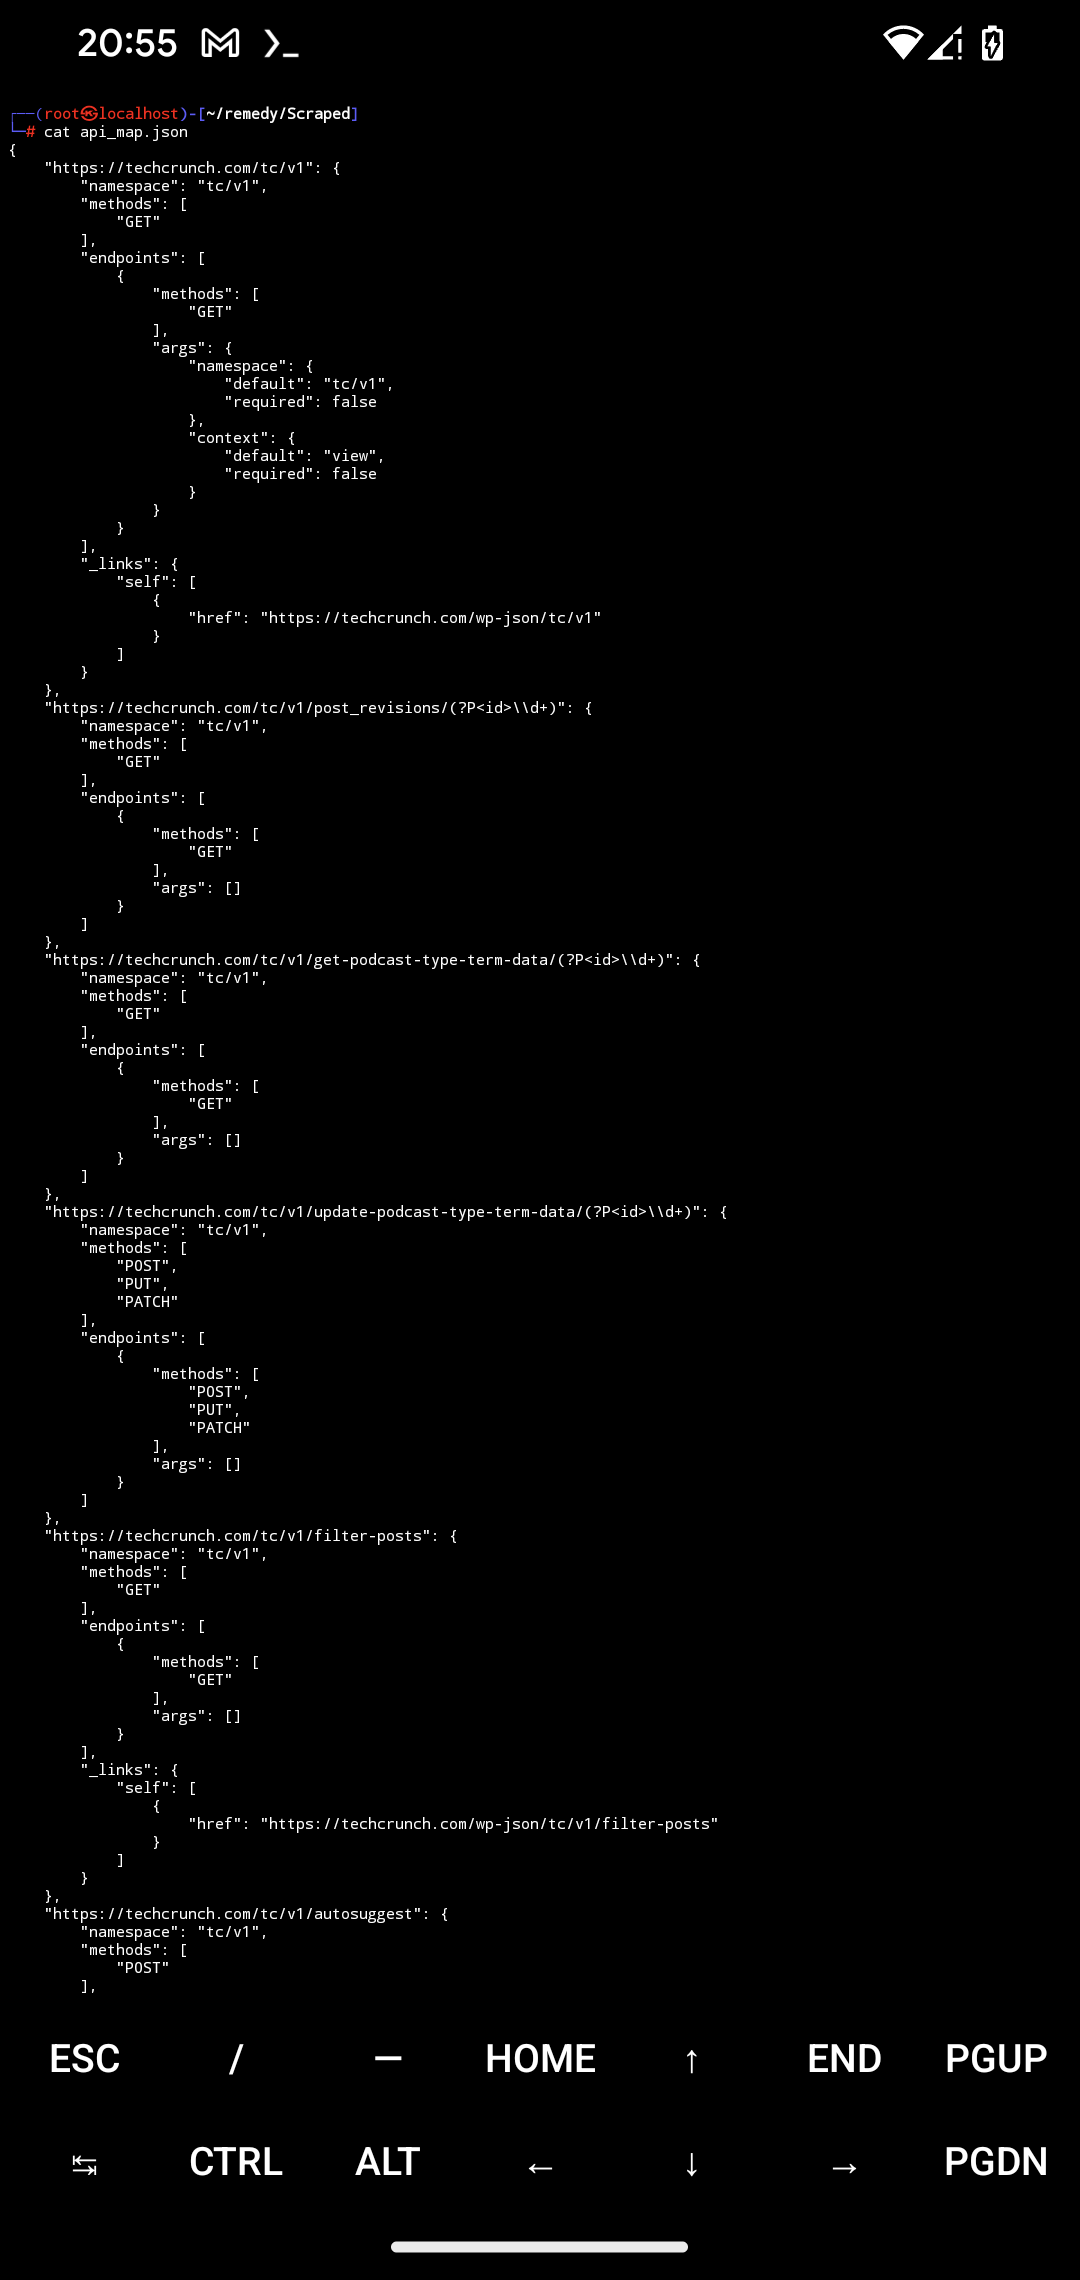 20:55
┌──(root㉿localhost)-[~/remedy/Scraped]
└─# cat api_map.json
{
    "https://techcrunch.com/tc/v1": {
        "namespace": "tc/v1",
        "methods": [
            "GET"
        ],
        "endpoints": [
            {
                "methods": [
                    "GET"
                ],
                "args": {
                    "namespace": {
                        "default": "tc/v1",
                        "required": false
                    },
                    "context": {
                        "default": "view",
                        "required": false
                    }
                }
            }
        ],
        "_links": {
            "self": [
                {
                    "href": "https://techcrunch.com/wp-json/tc/v1"
                }
            ]
        }
    },
    "https://techcrunch.com/tc/v1/post_revisions/(?P<id>\\d+)": {
        "namespace": "tc/v1",
        "methods": [
            "GET"
        ],
        "endpoints": [
            {
                "methods": [
                    "GET"
                ],
                "args": []
            }
        ]
    },
    "https://techcrunch.com/tc/v1/get-podcast-type-term-data/(?P<id>\\d+)": {
        "namespace": "tc/v1",
        "methods": [
            "GET"
        ],
        "endpoints": [
            {
                "methods": [
                    "GET"
                ],
                "args": []
            }
        ]
    },
    "https://techcrunch.com/tc/v1/update-podcast-type-term-data/(?P<id>\\d+)": {
        "namespace": "tc/v1",
        "methods": [
            "POST",
            "PUT",
            "PATCH"
        ],
        "endpoints": [
            {
                "methods": [
                    "POST",
                    "PUT",
                    "PATCH"
                ],
                "args": []
            }
        ]
    },
    "https://techcrunch.com/tc/v1/filter-posts": {
        "namespace": "tc/v1",
        "methods": [
            "GET"
        ],
        "endpoints": [
            {
                "methods": [
                    "GET"
                ],
                "args": []
            }
        ],
        "_links": {
            "self": [
                {
                    "href": "https://techcrunch.com/wp-json/tc/v1/filter-posts"
                }
            ]
        }
    },
    "https://techcrunch.com/tc/v1/autosuggest": {
        "namespace": "tc/v1",
        "methods": [
            "POST"
        ],
ESC / — HOME ↑ END PGUP
↹ CTRL ALT ← ↓ → PGDN